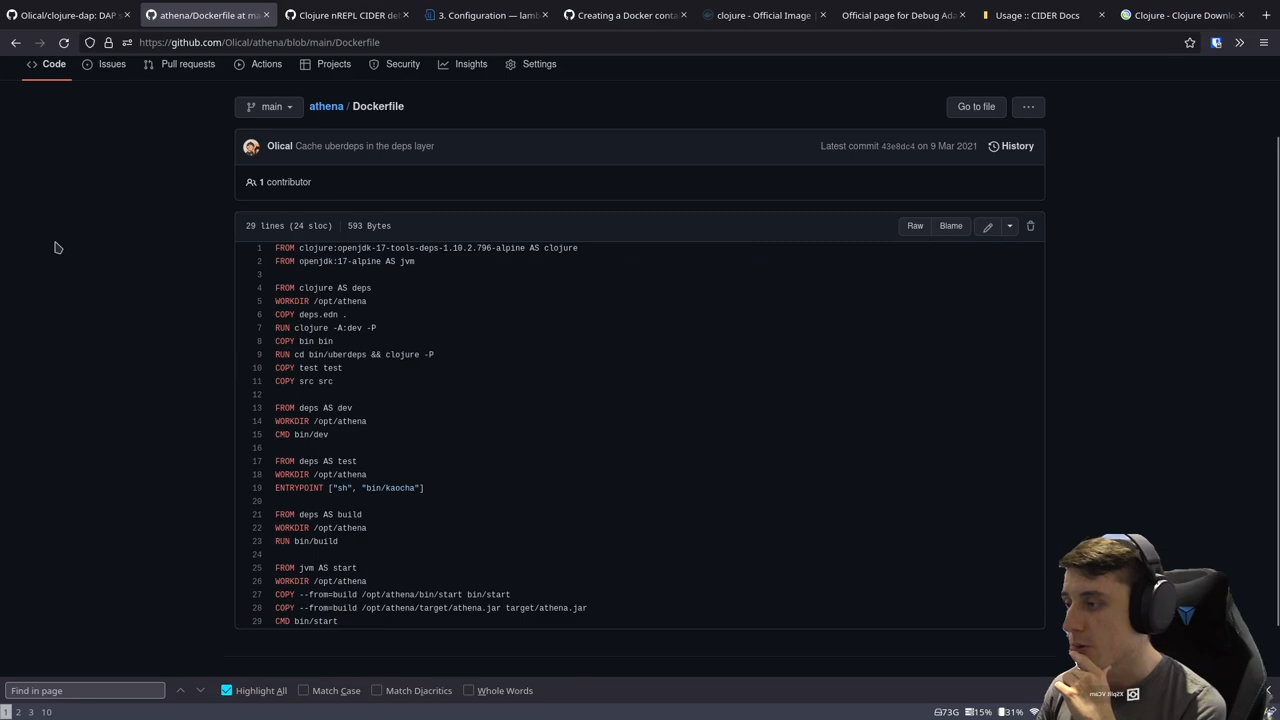 Olical/clojure-dap: DAP s
athena/Dockerfile at ma
Clojure nREPL CIDER de
3. Configuration — lamb
Creating a Docker conta
clojure - Official Image
Official page for Debug Ada
Usage :: CIDER Docs
Clojure - Clojure Downlo
https://github.com/Olical/athena/blob/main/Dockerfile
Code
Issues
Pull requests
Actions
Projects
Security
Insights
Settings
main
athena / Dockerfile
Go to file
Olical Cache uberdeps in the deps layer
Latest commit 43e8dc4 on 9 Mar 2021
History
1 contributor
29 lines (24 sloc) 593 Bytes
Raw
Blame
1 FROM clojure:openjdk-17-tools-deps-1.10.2.796-alpine AS clojure
2 FROM openjdk:17-alpine AS jvm
3
4 FROM clojure AS deps
5 WORKDIR /opt/athena
6 COPY deps.edn .
7 RUN clojure -A:dev -P
8 COPY bin bin
9 RUN cd bin/uberdeps && clojure -P
10 COPY test test
11 COPY src src
12
13 FROM deps AS dev
14 WORKDIR /opt/athena
15 CMD bin/dev
16
17 FROM deps AS test
18 WORKDIR /opt/athena
19 ENTRYPOINT ["sh", "bin/kaocha"]
20
21 FROM deps AS build
22 WORKDIR /opt/athena
23 RUN bin/build
24
25 FROM jvm AS start
26 WORKDIR /opt/athena
27 COPY --from=build /opt/athena/bin/start bin/start
28 COPY --from=build /opt/athena/target/athena.jar target/athena.jar
29 CMD bin/start
Find in page
Highlight All
Match Case
Match Diacritics
Whole Words
XSplit VCam
1 2 3 10
73G
15%
31%